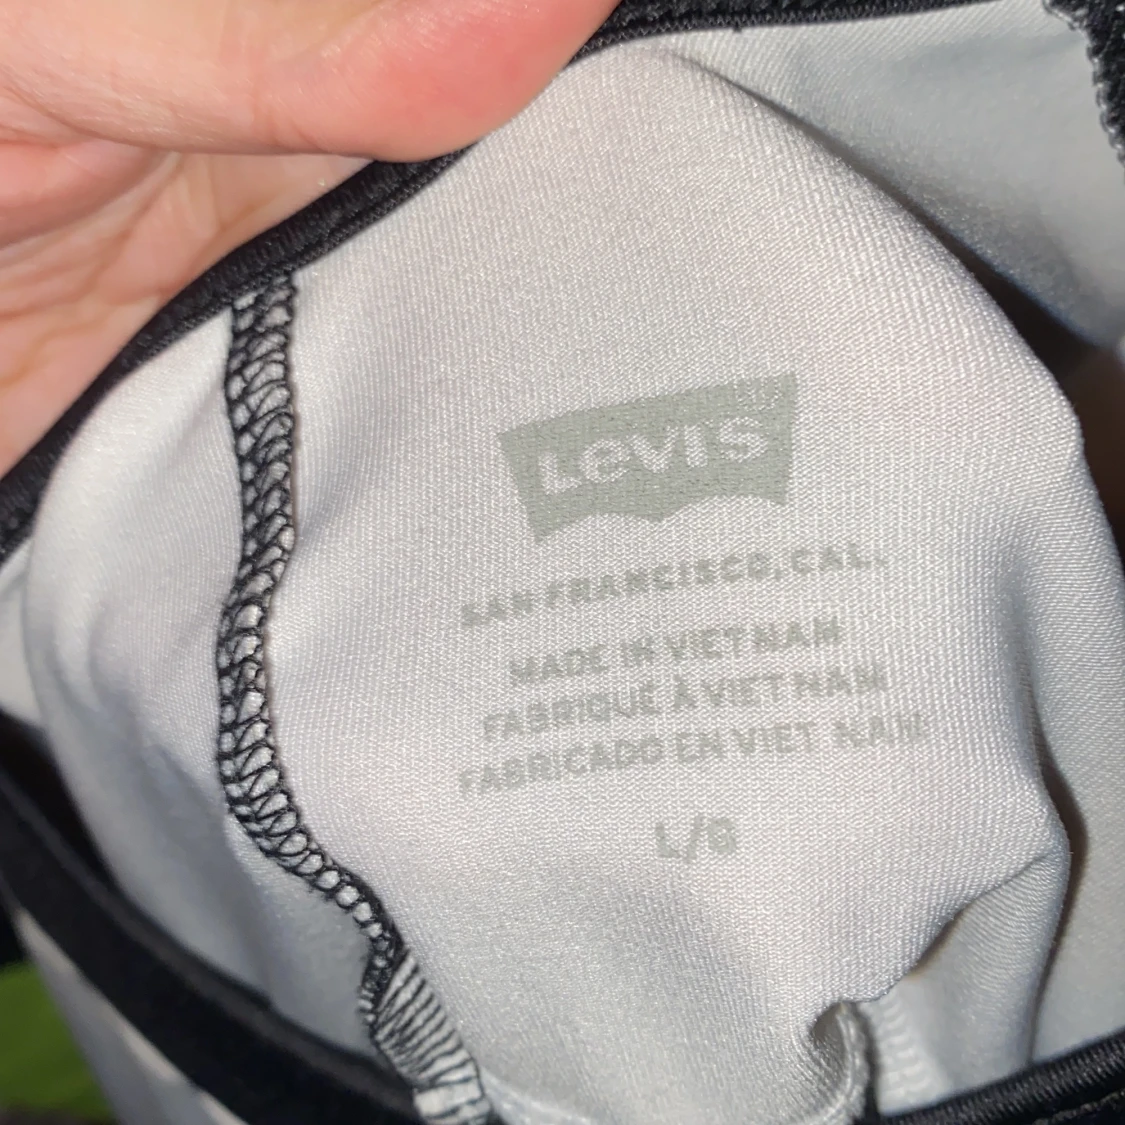 Levi's
SAN FRANCISCO, CAL.
MADE IN VIET NAM
FABRIQUÉ À VIET NAM
FABRICADO EN VIET NAM
L/G